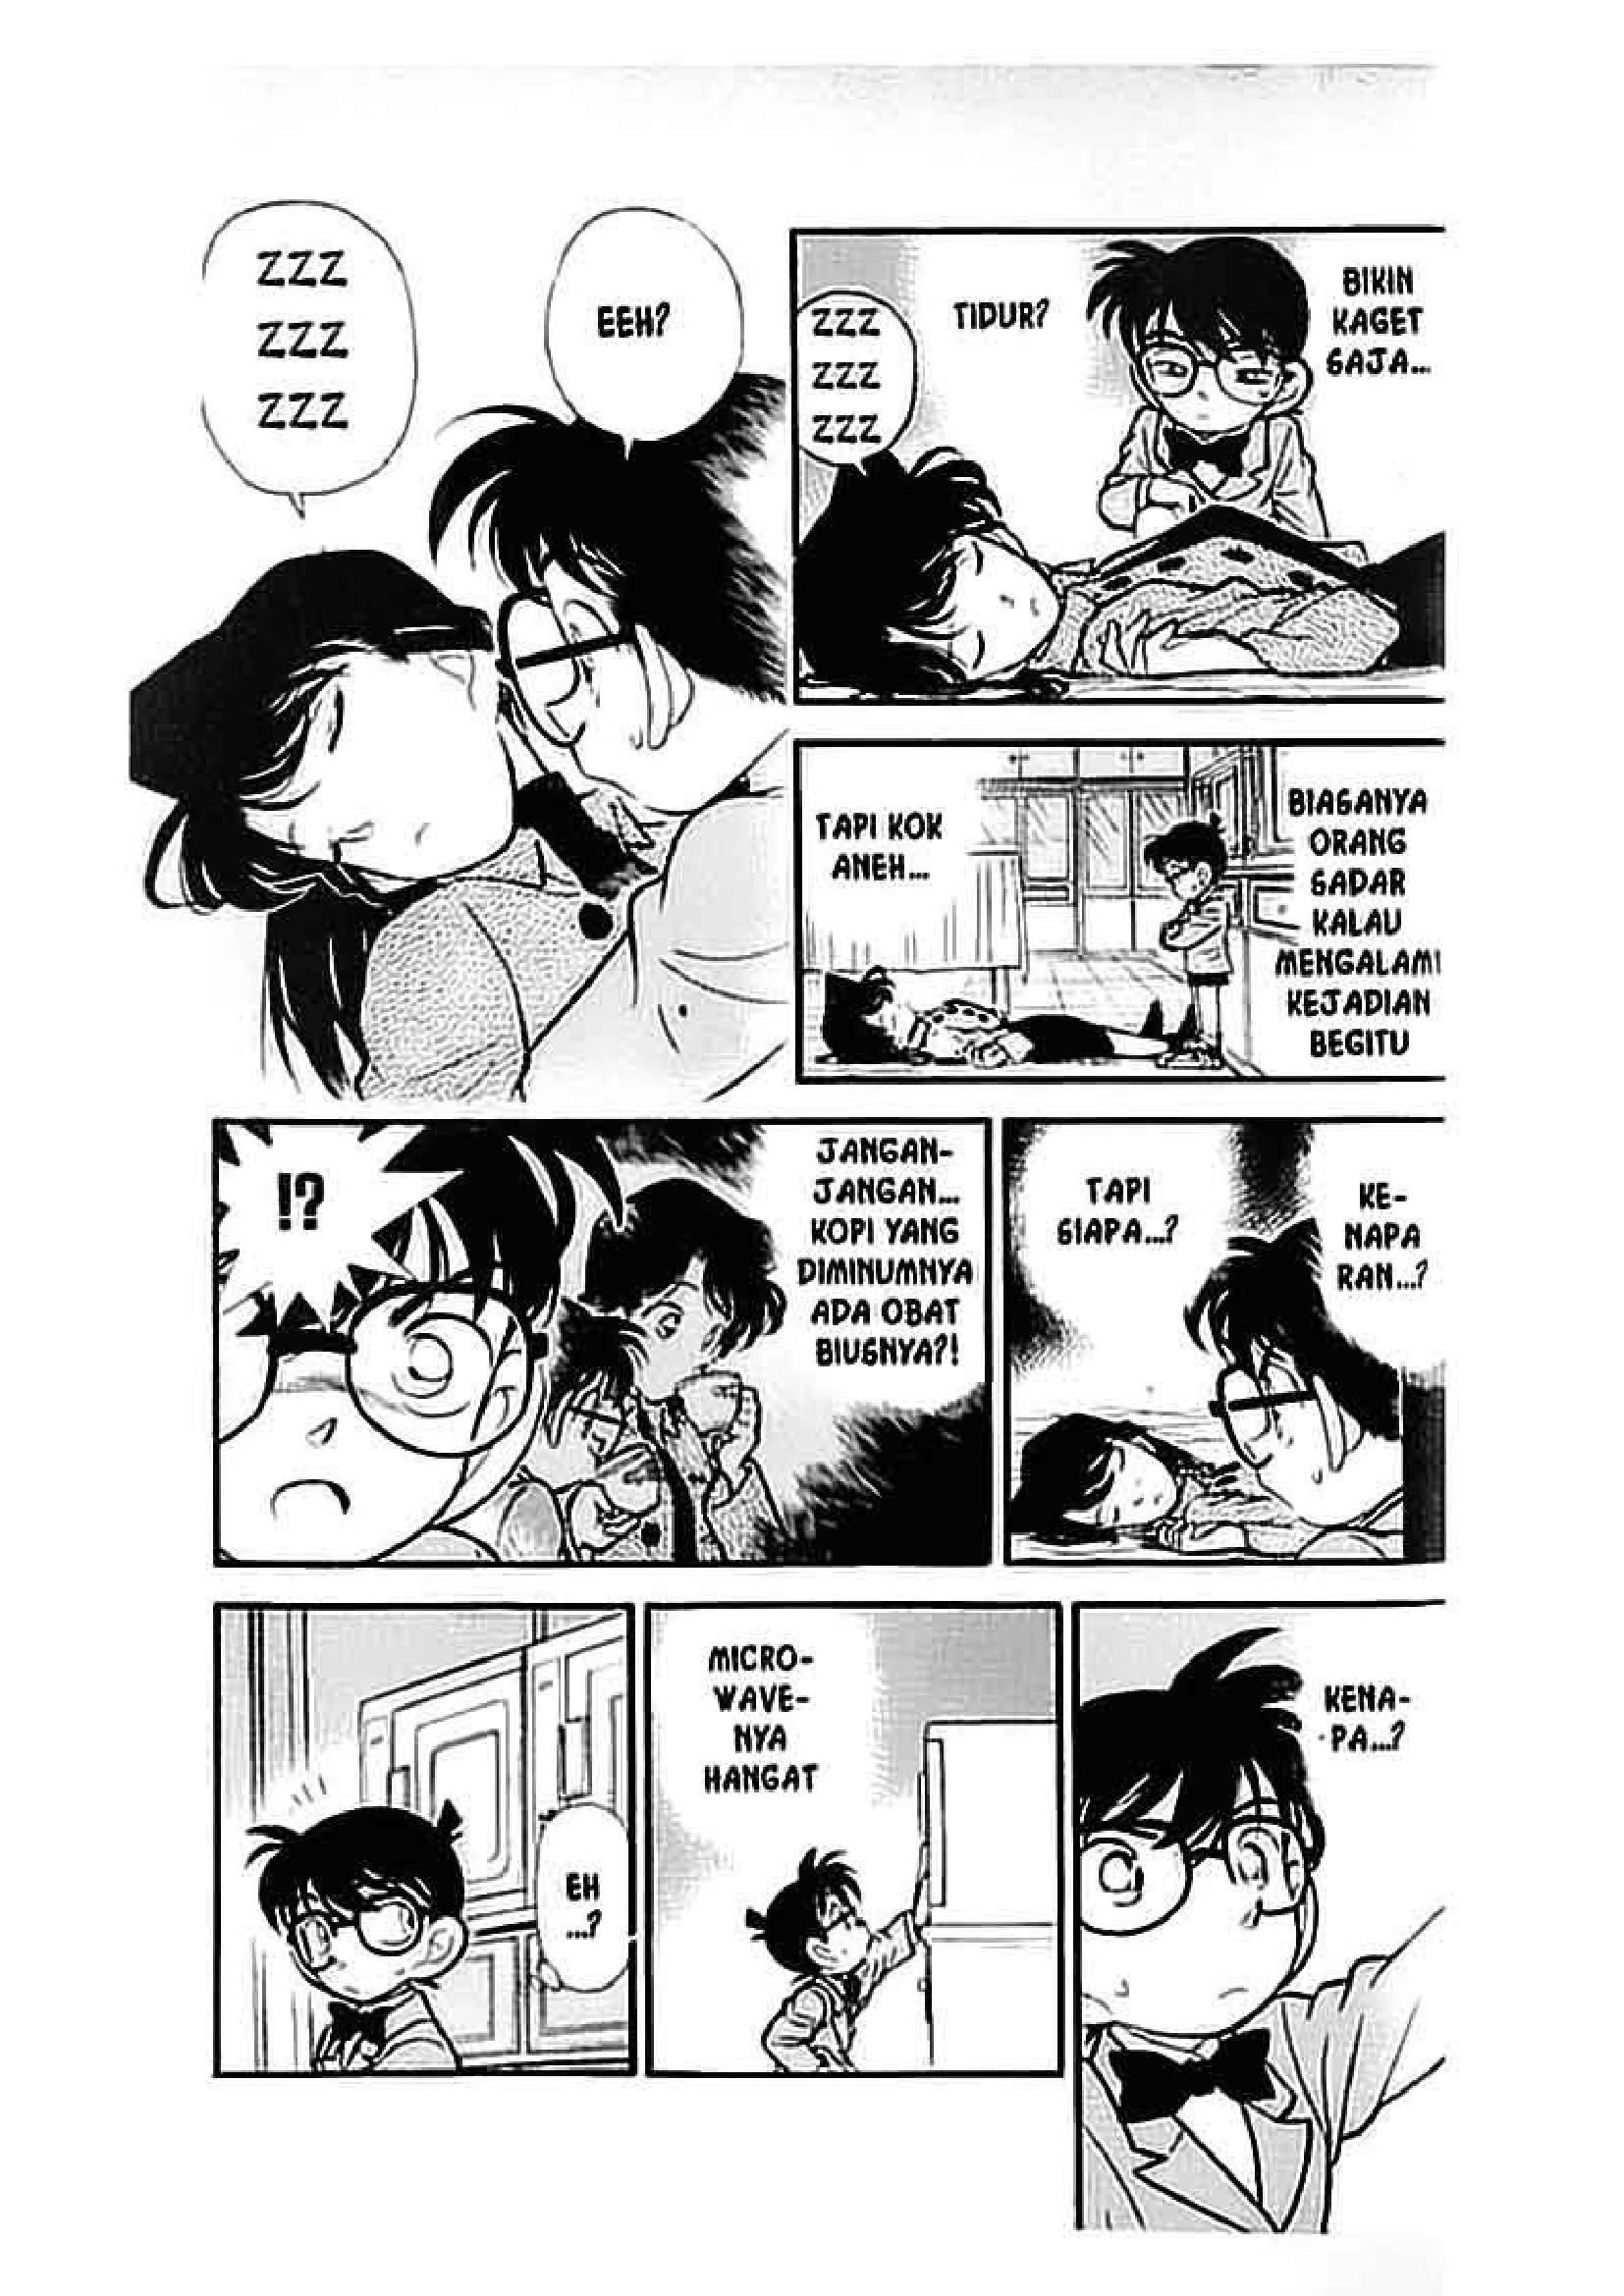 BIKIN
KAGET
SAJA...
TIDUR?
ZZZ
ZZZ
ZZZ
BIASANYA
ORANG
SADAR
KALAU
MENGALAMI
KEJADIAN
BEGITU
TAPI KOK
ANEH...
EEH?
ZZZ
ZZZ
ZZZ
KE-
NAPA
RAN...?
TAPI
SIAPA...?
JANGAN-
JANGAN...
KOPI YANG
DIMINUMNYA
ADA OBAT
BIUSNYA?!
!?
KENA-
PA...?
MICRO-
WAVE-
NYA
HANGAT
EH
...?